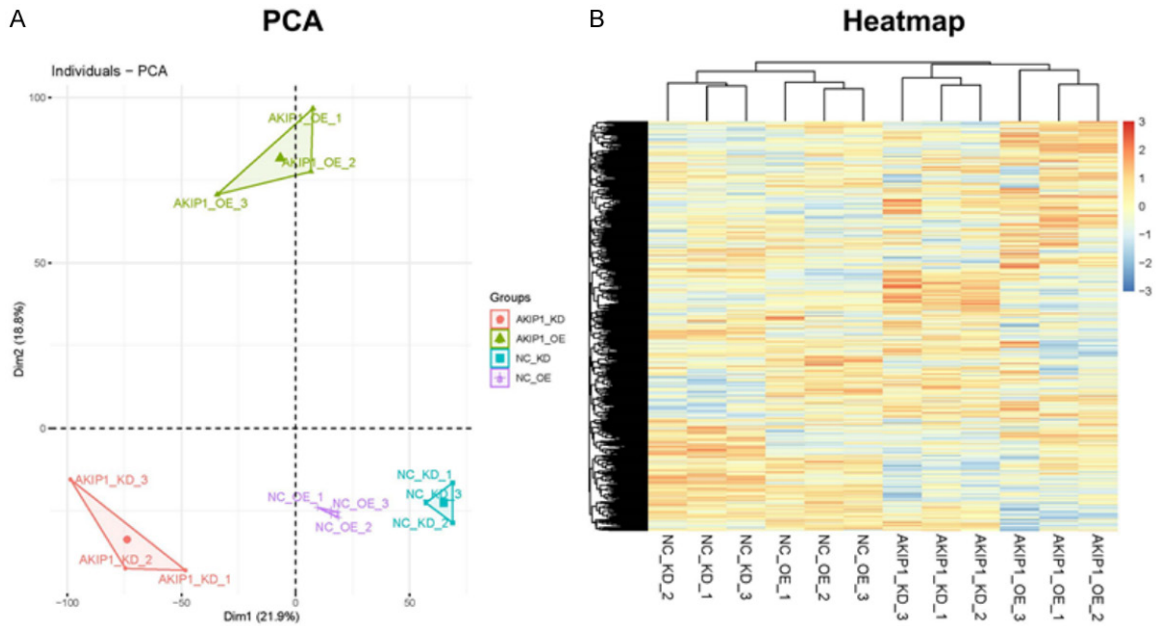 A
PCA
Individuals − PCA
100
50
0
Dim2 (18.8%)
AKIP1_OE_1
AKIP1_OE_2
AKIP1_OE_3
AKIP1_KD_3
AKIP1_KD_2
AKIP1_KD_1
NC_OE_1
NC_OE_3
NC_OE_2
NC_KD_1
NC_KD_3
NC_KD_2
−100
−50
0
50
Dim1 (21.9%)
Groups
AKIP1_KD
AKIP1_OE
NC_KD
NC_OE
B
Heatmap
3
2
1
0
−1
−2
−3
NC_KD_2
NC_KD_1
NC_KD_3
NC_OE_1
NC_OE_2
NC_OE_3
AKIP1_KD_3
AKIP1_KD_1
AKIP1_KD_2
AKIP1_OE_3
AKIP1_OE_1
AKIP1_OE_2